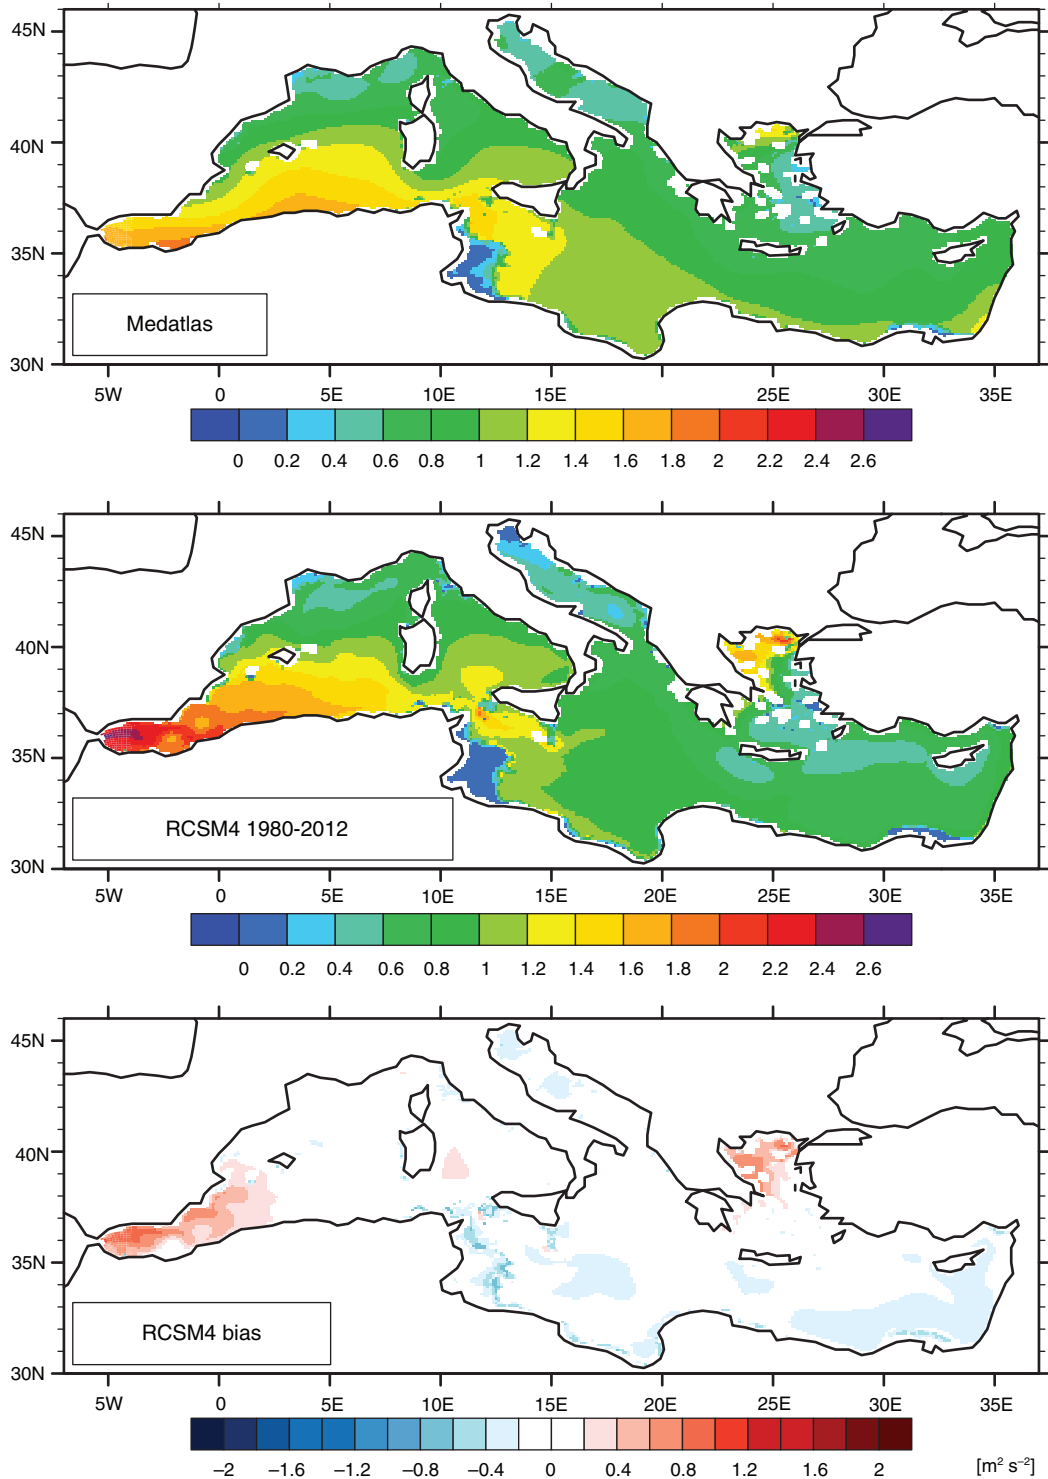 45N
40N
35N
30N
Medatlas
5W 0 5E 10E 15E 20E 25E 30E 35E
0 0.2 0.4 0.6 0.8 1 1.2 1.4 1.6 1.8 2 2.2 2.4 2.6
45N
40N
35N
30N
RCSM4 1980-2012
5W 0 5E 10E 15E 20E 25E 30E 35E
0 0.2 0.4 0.6 0.8 1 1.2 1.4 1.6 1.8 2 2.2 2.4 2.6
45N
40N
35N
30N
RCSM4 bias
5W 0 5E 10E 15E 20E 25E 30E 35E
−2 −1.6 −1.2 −0.8 −0.4 0 0.4 0.8 1.2 1.6 2 [m² s⁻²]